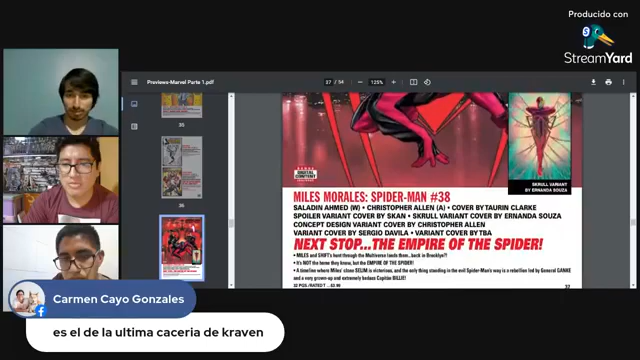 Producido con
StreamYard
Previews-Marvel Parte 1.pdf
37 / 54
125%
35
36
DIGITAL
CONTENT
SKRULL VARIANT
BY ERNANDA SOUZA
MILES MORALES: SPIDER-MAN #38
SALADIN AHMED (W) • CHRISTOPHER ALLEN (A) • COVER BY TAURIN CLARKE
SPOILER VARIANT COVER BY SKAN • SKRULL VARIANT COVER BY ERNANDA SOUZA
CONCEPT DESIGN VARIANT COVER BY CHRISTOPHER ALLEN
VARIANT COVER BY SERGIO DAVILA • VARIANT COVER BY TBA
NEXT STOP...THE EMPIRE OF THE SPIDER!
• MILES and SHIFT's hunt through the Multiverse lands them...back in Brooklyn?!
• It's NOT the home they know, but the EMPIRE OF THE SPIDER!
• A timeline where Miles' clone SELIM is victorious, and the only thing standing in the evil Spider-Man's way is a rebellion led by General GANKE
and a very grown-up and extremely badass Captain BILLIE!
32 PGS./RATED T ...$3.99
37
Carmen Cayo Gonzales
es el de la ultima caceria de kraven